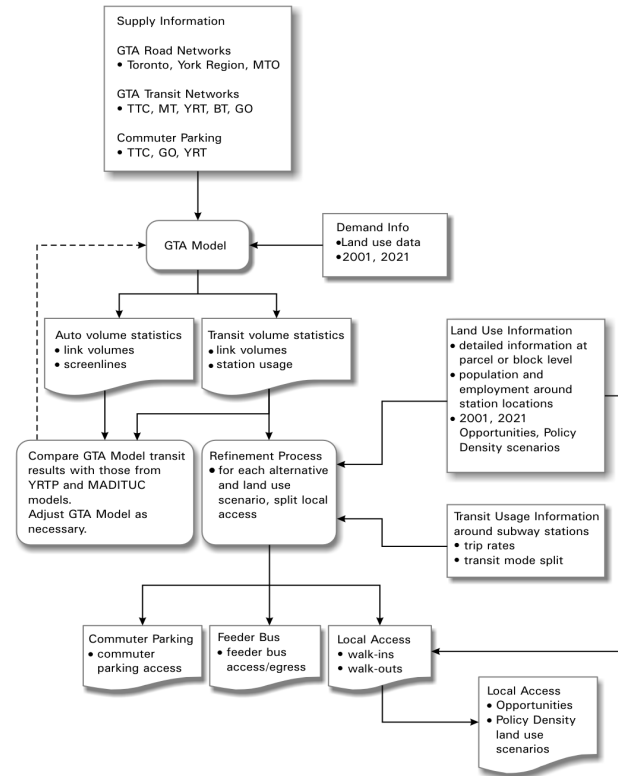 Supply Information
GTA Road Networks
• Toronto, York Region, MTO
GTA Transit Networks
• TTC, MT, YRT, BT, GO
Commuter Parking
• TTC, GO, YRT
GTA Model
Demand Info
•Land use data
•2001, 2021
Auto volume statistics
• link volumes
• screenlines
Transit volume statistics
• link volumes
• station usage
Land Use Information
• detailed information at
parcel or block level
• population and
employment around
station locations
• 2001, 2021
Opportunities, Policy
Density scenarios
Compare GTA Model transit
results with those from
YRTP and MADITUC
models.
Adjust GTA Model as
necessary.
Refinement Process
• for each alternative
and land use
scenario, split local
access
Transit Usage Information
around subway stations
• trip rates
• transit mode split
Commuter Parking
• commuter
parking access
Feeder Bus
• feeder bus
access/egress
Local Access
• walk-ins
• walk-outs
Local Access
• Opportunities
• Policy Density
land use
scenarios